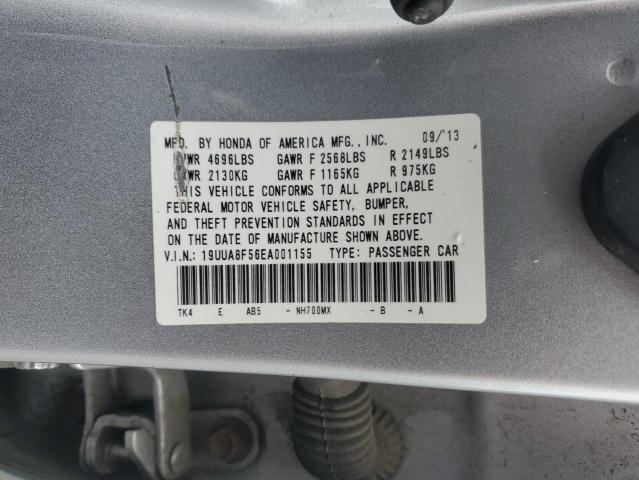 MFD. BY HONDA OF AMERICA MFG., INC. 09/'13
WR 4696LBS GAWR F 2568LBS R 2149LBS
WR 2130KG GAWR F 1165KG R 975KG
THIS VEHICLE CONFORMS TO ALL APPLICABLE
FEDERAL MOTOR VEHICLE SAFETY, BUMPER,
AND THEFT PREVENTION STANDARDS IN EFFECT
ON THE DATE OF MANUFACTURE SHOWN ABOVE.
V.I.N.: 19UUA8F56EA001155 TYPE: PASSENGER CAR
TK4 E AB5 - NH700MX - B - A